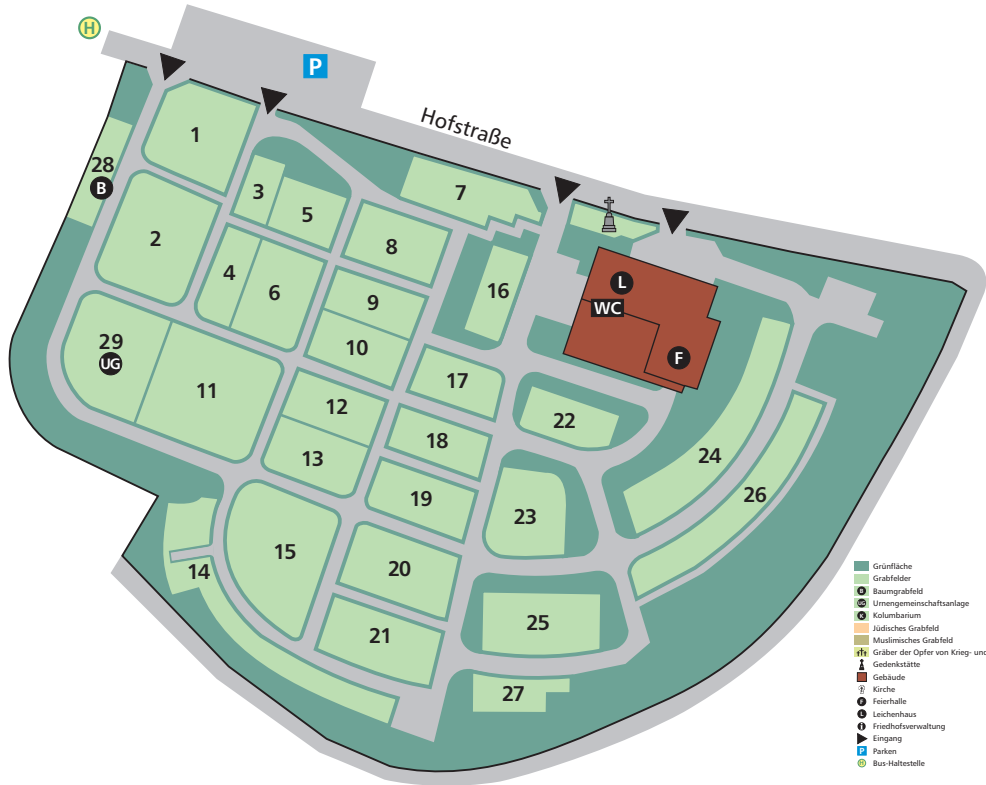 H
P
Hofstraße
1
28
B
3
5
7
2
8
4
6
16
L
WC
9
10
F
29
UG
11
17
12
22
18
13
24
19
26
23
15
20
14
25
21
27
Grünfläche
Grabfelder
B Baumgrabfeld
UG Urnengemeinschaftsanlage
K Kolumbarium
Jüdisches Grabfeld
Muslimisches Grabfeld
Gräber der Opfer von Krieg- und
Gedenkstätte
Gebäude
Kirche
F Feierhalle
L Leichenhaus
i Friedhofsverwaltung
Eingang
P Parken
H Bus-Haltestelle